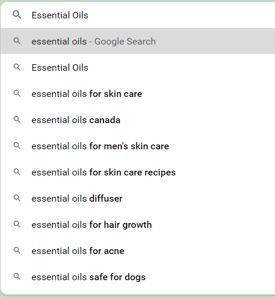 Essential Oils
essential oils - Google Search
Essential Oils
essential oils for skin care
essential oils canada
essential oils for men's skin care
essential oils for skin care recipes
essential oils diffuser
essential oils for hair growth
essential oils for acne
essential oils safe for dogs